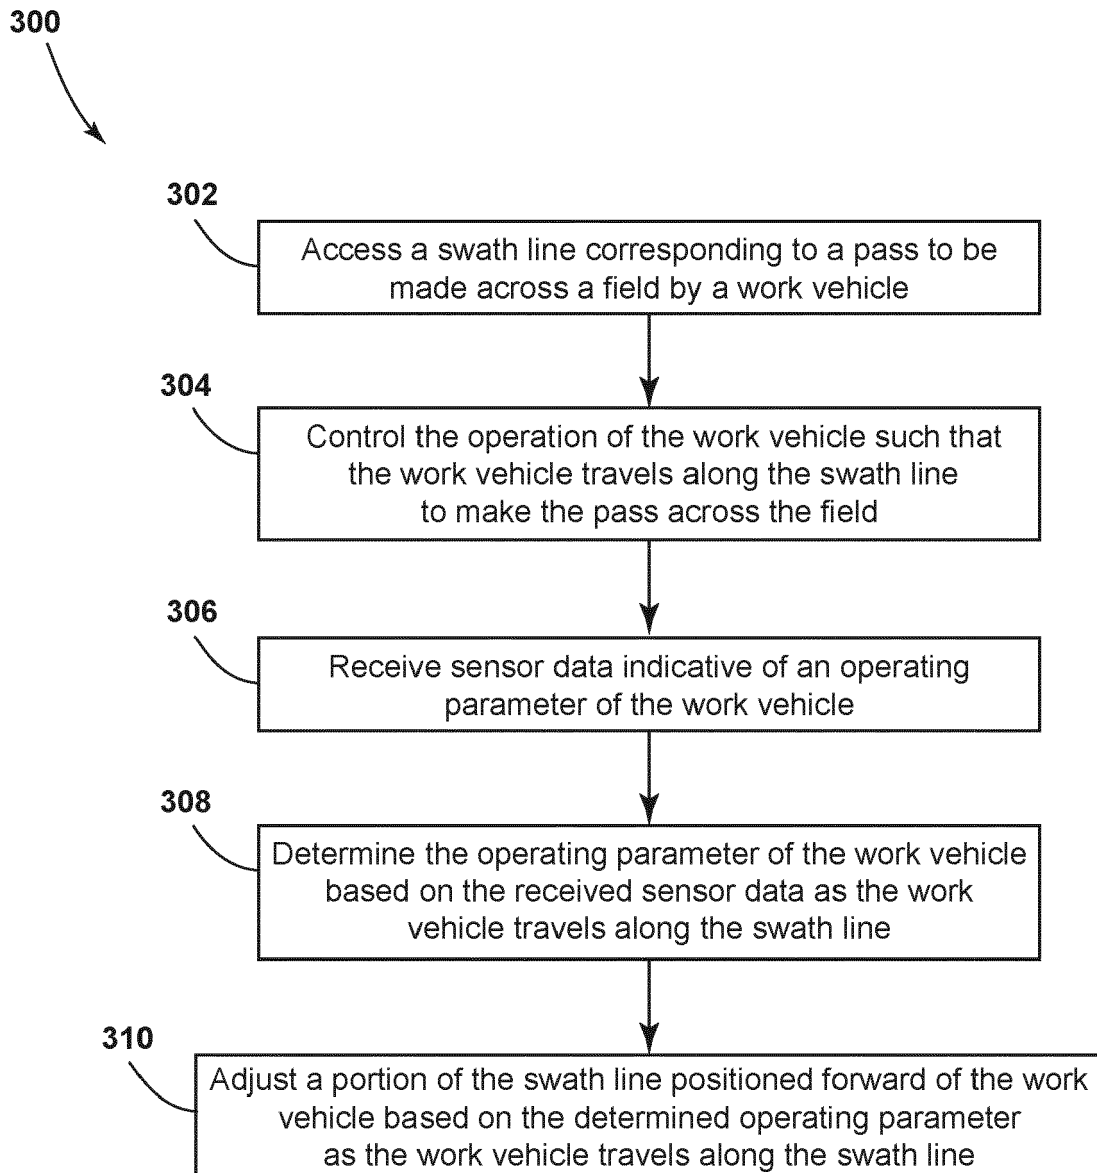 300
302
Access a swath line corresponding to a pass to be
made across a field by a work vehicle
304
Control the operation of the work vehicle such that
the work vehicle travels along the swath line
to make the pass across the field
306
Receive sensor data indicative of an operating
parameter of the work vehicle
308
Determine the operating parameter of the work vehicle
based on the received sensor data as the work
vehicle travels along the swath line
310
Adjust a portion of the swath line positioned forward of the work
vehicle based on the determined operating parameter
as the work vehicle travels along the swath line